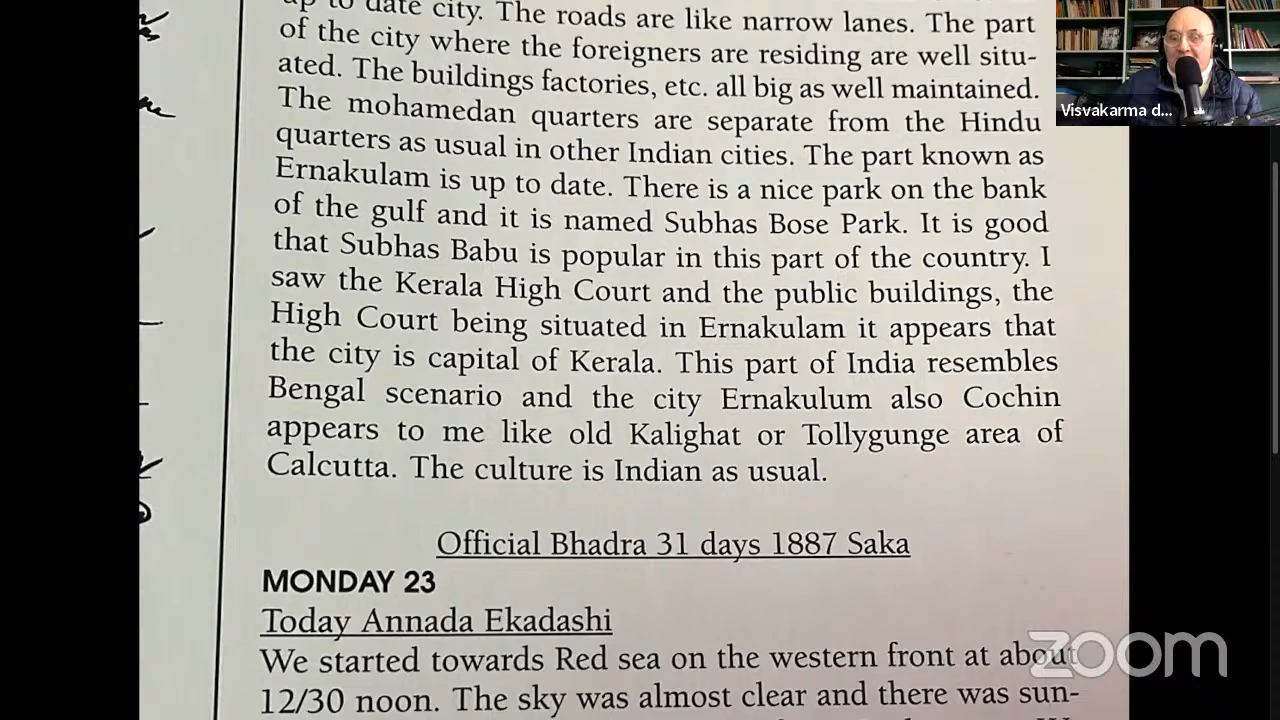 up to date city. The roads are like narrow lanes. The part
of the city where the foreigners are residing are well situ-
ated. The buildings factories, etc. all big as well maintained.
The mohamedan quarters are separate from the Hindu
quarters as usual in other Indian cities. The part known as
Ernakulam is up to date. There is a nice park on the bank
of the gulf and it is named Subhas Bose Park. It is good
that Subhas Babu is popular in this part of the country. I
saw the Kerala High Court and the public buildings, the
High Court being situated in Ernakulam it appears that
the city is capital of Kerala. This part of India resembles
Bengal scenario and the city Ernakulum also Cochin
appears to me like old Kalighat or Tollygunge area of
Calcutta. The culture is Indian as usual.
Official Bhadra 31 days 1887 Saka
MONDAY 23
Today Annada Ekadashi
We started towards Red sea on the western front at about
12/30 noon. The sky was almost clear and there was sun-
Visvakarma d...
zoom